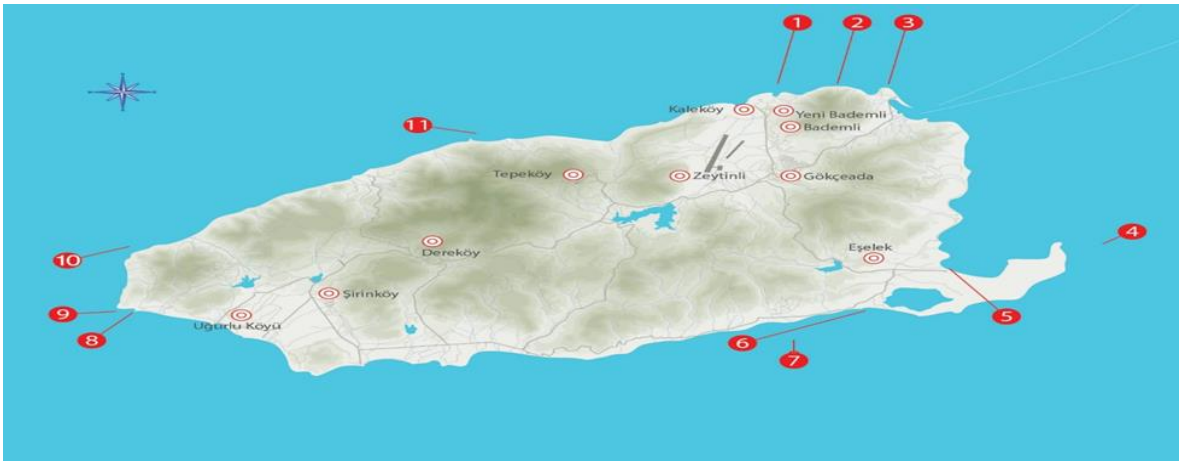 1
2
3
Kaleköy
Yeni Bademli
Bademli
11
Tepeköy
Zeytinli
Gökçeada
4
Dereköy
Eşelek
10
Şirinköy
9
5
Uğurlu Köyü
8
6
7